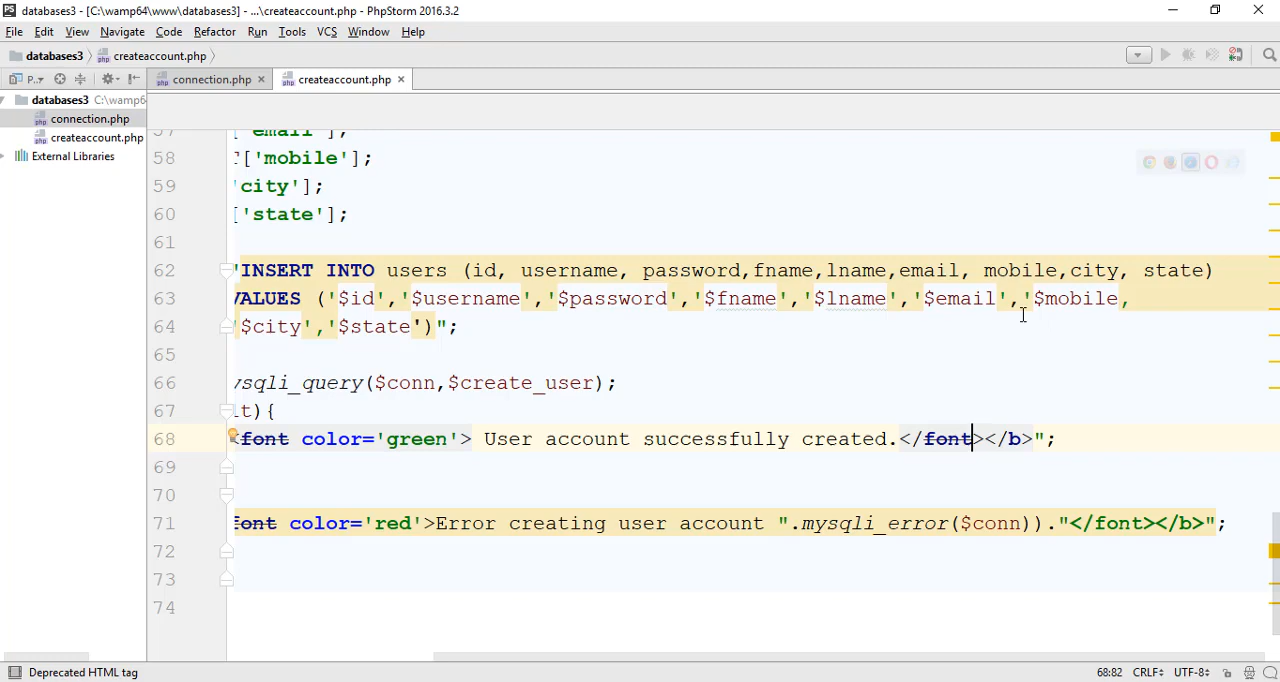 databases3 - [C:\wamp64\www\databases3] - ...\createaccount.php - PhpStorm 2016.3.2
File Edit View Navigate Code Refactor Run Tools VCS Window Help
databases3 createaccount.php
P.. connection.php createaccount.php
databases3 C:\wamp6
connection.php
createaccount.php
External Libraries
57 ['email'];
58 '['mobile'];
59 'city'];
60 ['state'];
61
62 "INSERT INTO users (id, username, password,fname,lname,email, mobile,city, state)
63 VALUES ('$id','$username','$password','$fname','$lname','$email','$mobile,
64 '$city','$state')";
65
66 ysqli_query($conn,$create_user);
67 lt){
68 <font color='green'> User account successfully created.</font></b>";
69
70
71 font color='red'>Error creating user account ".mysqli_error($conn))."</font></b>";
72
73
74
Deprecated HTML tag 68:82 CRLF UTF-8